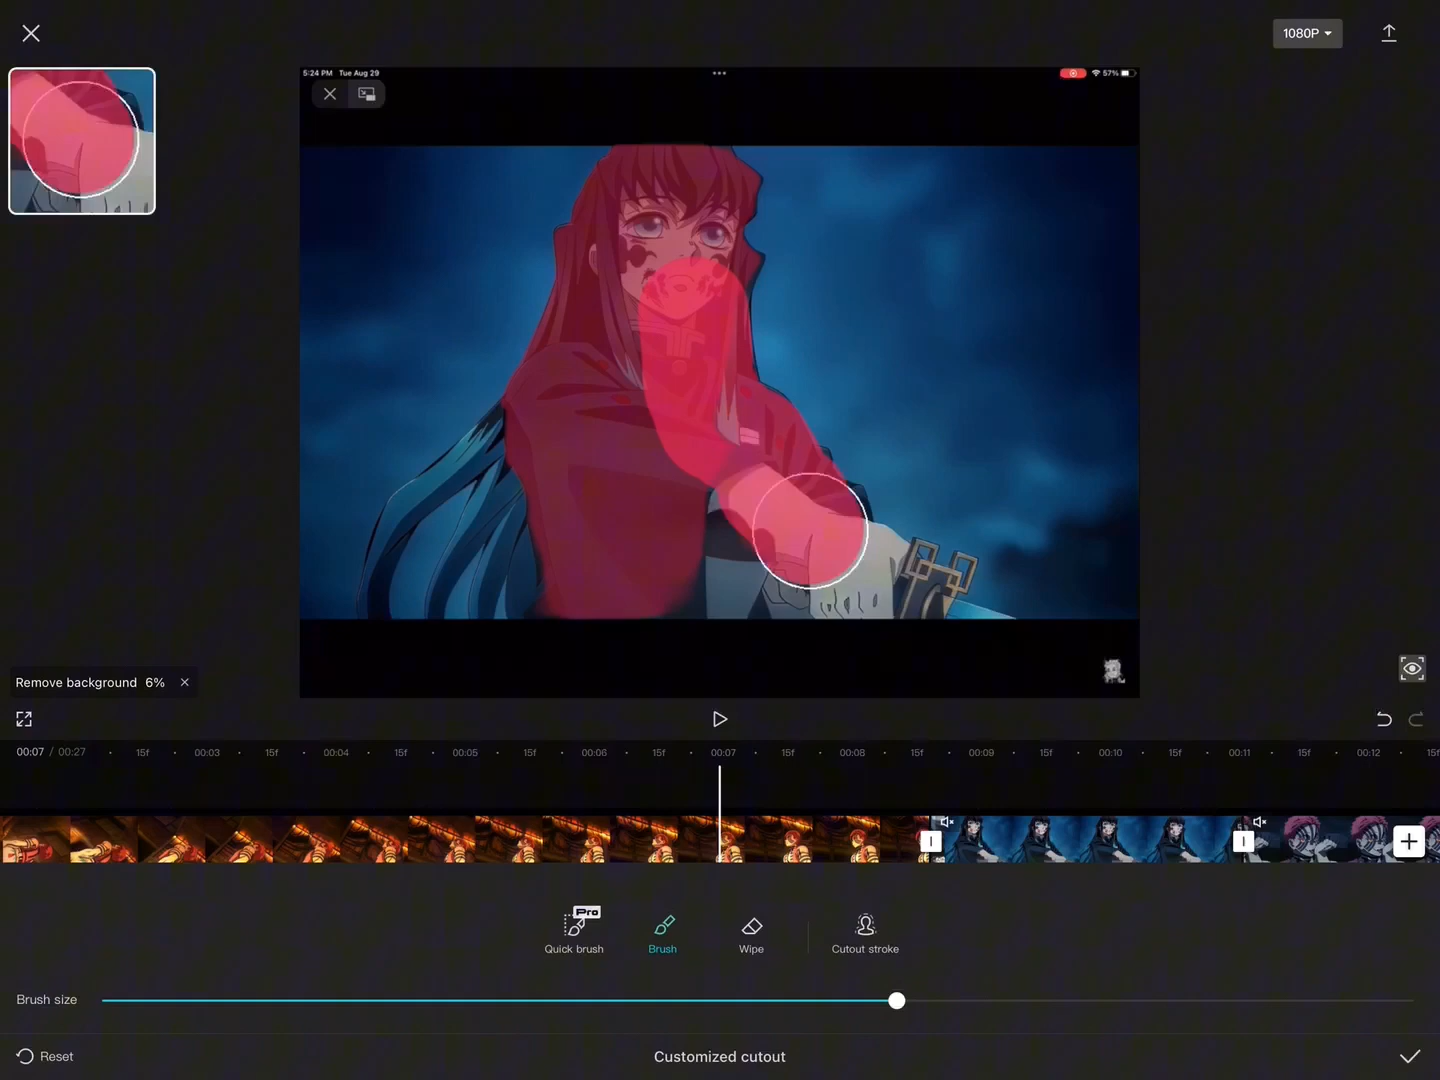 1080P
5:24 PM Tue Aug 29
57%
Remove background 6%
00:07 / 00:27 15f 00:03 15f 00:04 15f 00:05 15f 00:06 15f 00:07 15f 00:08 15f 00:09 15f 00:10 15f 00:11 15f 00:12 15f
Pro
Quick brush Brush Wipe Cutout stroke
Brush size
Reset Customized cutout